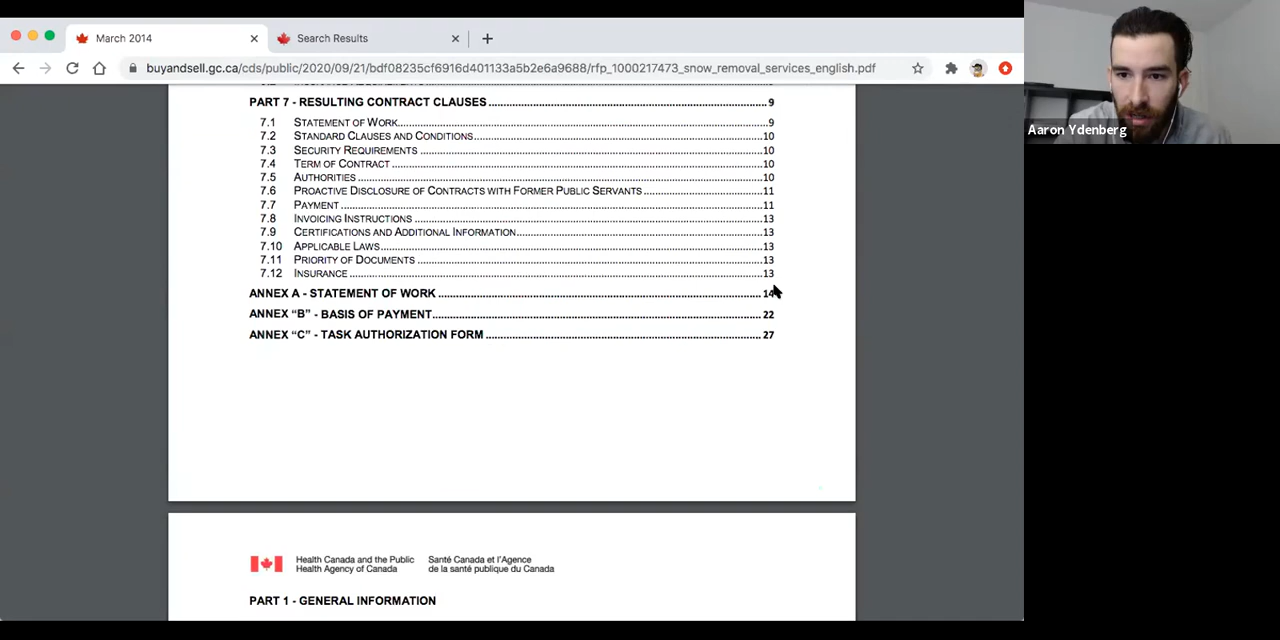 March 2014
Search Results
buyandsell.gc.ca/cds/public/2020/09/21/bdf08235cf6916d401133a5b2e6a9688/rfp_1000217473_snow_removal_services_english.pdf
Aaron Ydenberg
PART 7 - RESULTING CONTRACT CLAUSES 9
7.1 STATEMENT OF WORK 9
7.2 STANDARD CLAUSES AND CONDITIONS 10
7.3 SECURITY REQUIREMENTS 10
7.4 TERM OF CONTRACT 10
7.5 AUTHORITIES 10
7.6 PROACTIVE DISCLOSURE OF CONTRACTS WITH FORMER PUBLIC SERVANTS 11
7.7 PAYMENT 11
7.8 INVOICING INSTRUCTIONS 13
7.9 CERTIFICATIONS AND ADDITIONAL INFORMATION 13
7.10 APPLICABLE LAWS 13
7.11 PRIORITY OF DOCUMENTS 13
7.12 INSURANCE 13
ANNEX A - STATEMENT OF WORK 14
ANNEX “B” - BASIS OF PAYMENT 22
ANNEX “C” - TASK AUTHORIZATION FORM 27
Health Canada and the Public Santé Canada et l'Agence
Health Agency of Canada de la santé publique du Canada
PART 1 - GENERAL INFORMATION